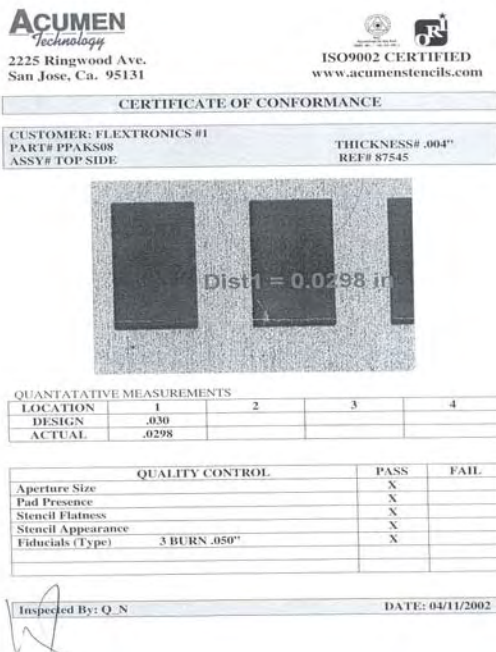 ACUMEN
Technology
2225 Ringwood Ave.
San Jose, Ca. 95131
ORi
ISO9002 CERTIFIED
www.acumenstencils.com
CERTIFICATE OF CONFORMANCE
CUSTOMER: FLEXTRONICS #1
PART# PPAKS08 THICKNESS# .004"
ASSY# TOP SIDE REF# 87545
Dist1 = 0.0298 in
QUANTATATIVE MEASUREMENTS
LOCATION 1 2 3 4
DESIGN .030
ACTUAL .0298
QUALITY CONTROL PASS FAIL
Aperture Size X
Pad Presence X
Stencil Flatness X
Stencil Appearance X
Fiducials (Type) 3 BURN .050" X
Inspected By: Q_N DATE: 04/11/2002